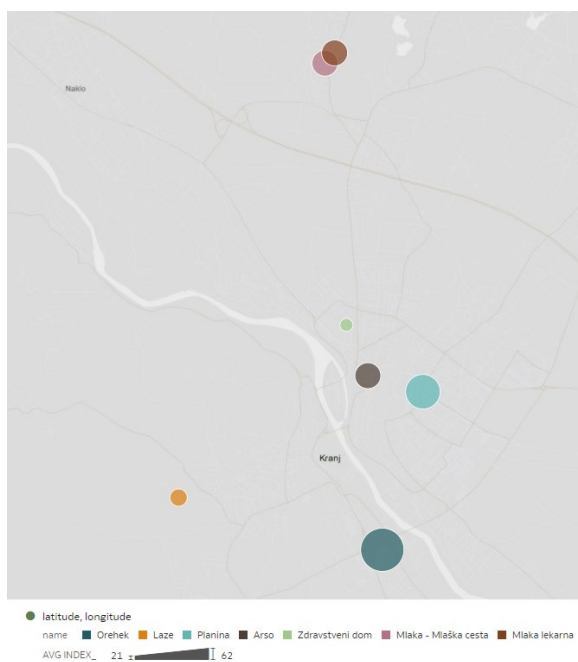 Naklo
Kranj
latitude, longitude
name Orehek Laze Planina Arso Zdravstveni dom Mlaka - Mlaška cesta Mlaka lekarna
AVG INDEX_ 21 62